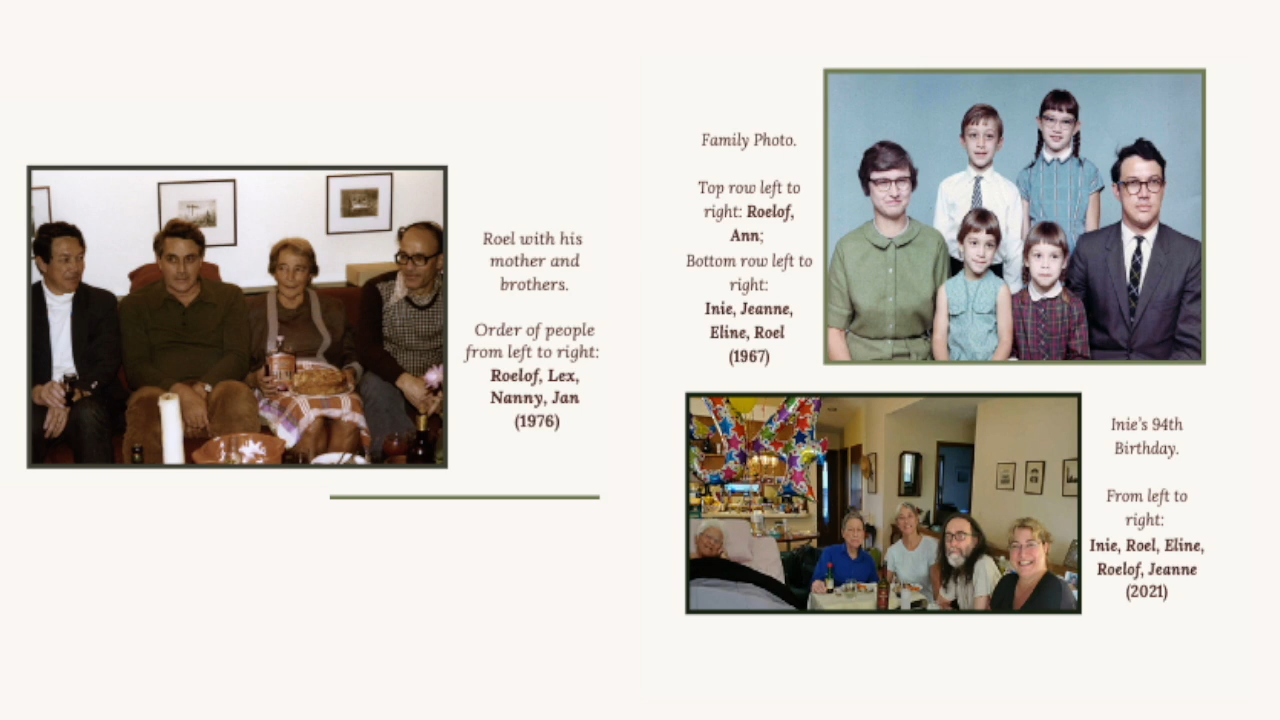 Roel with his
mother and
brothers.
Order of people
from left to right:
Roelof, Lex,
Nanny, Jan
(1976)
Family Photo.
Top row left to
right: Roelof,
Ann;
Bottom row left to
right:
Inie, Jeanne,
Eline, Roel
(1967)
Inie's 94th
Birthday.
From left to
right:
Inie, Roel, Eline,
Roelof, Jeanne
(2021)